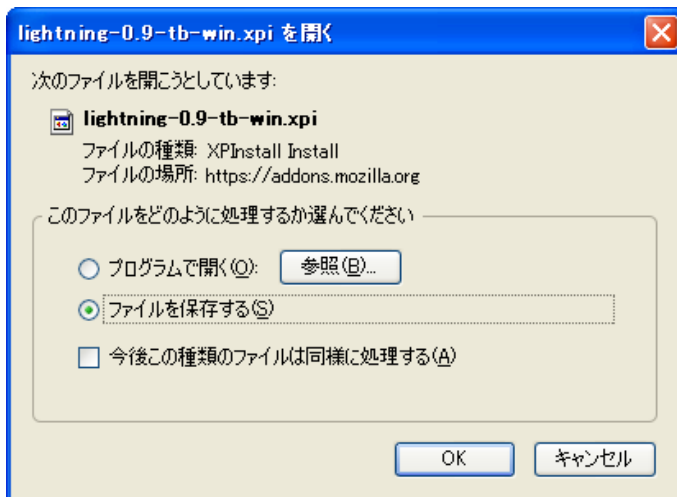 lightning-0.9-tb-win.xpi を開く
次のファイルを開こうとしています:
lightning-0.9-tb-win.xpi
ファイルの種類: XPInstall Install
ファイルの場所: https://addons.mozilla.org
このファイルをどのように処理するか選んでください
プログラムで開く(O): 参照(B)...
ファイルを保存する(S)
今後この種類のファイルは同様に処理する(A)
OK キャンセル